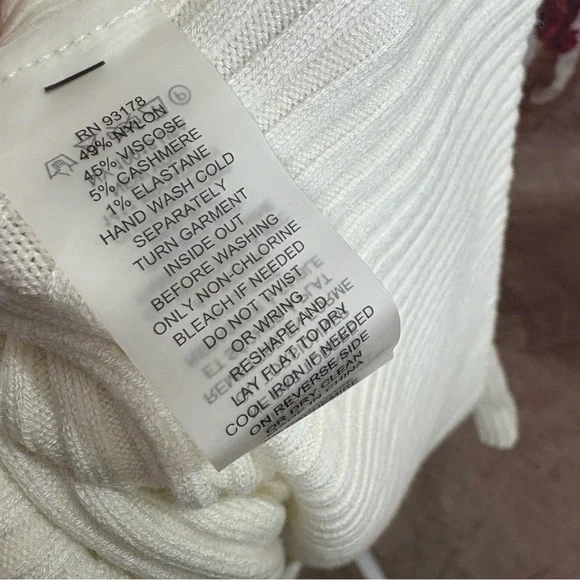 RN 93178
49% NYLON
45% VISCOSE
5% CASHMERE
1% ELASTANE
HAND WASH COLD
SEPARATELY
TURN GARMENT
INSIDE OUT
BEFORE WASHING
ONLY NON-CHLORINE
BLEACH IF NEEDED
DO NOT TWIST
OR WRING
RESHAPE AND
LAY FLAT TO DRY
COOL IRON IF NEEDED
ON REVERSE SIDE
OR DRY CLEAN
IN CHINA